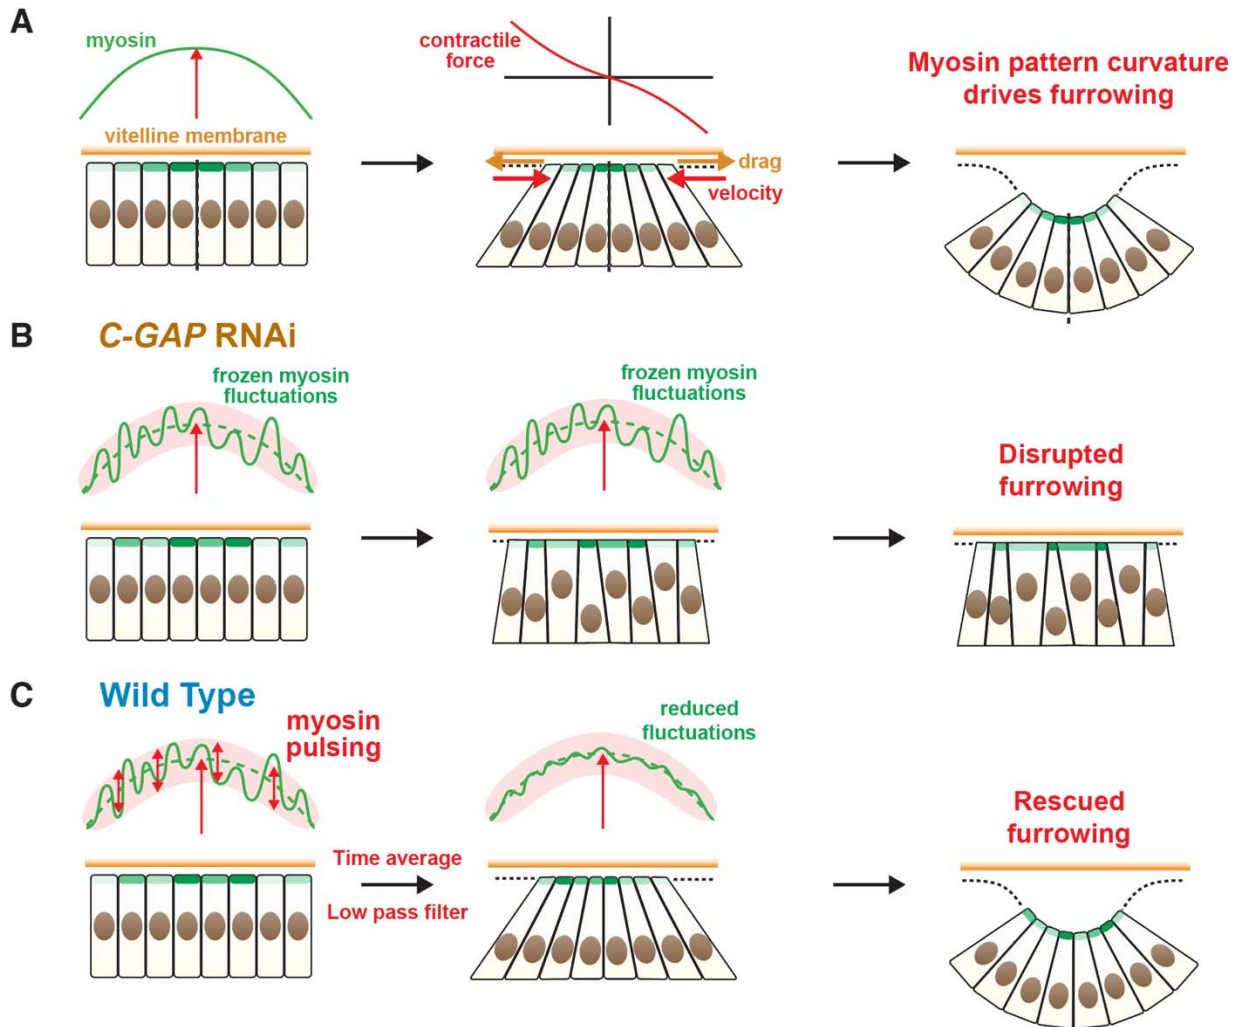 A
myosin
vitelline membrane
contractile
force
drag
velocity
Myosin pattern curvature
drives furrowing
B
C-GAP RNAi
frozen myosin
fluctuations
frozen myosin
fluctuations
Disrupted
furrowing
C
Wild Type
myosin
pulsing
Time average
Low pass filter
reduced
fluctuations
Rescued
furrowing